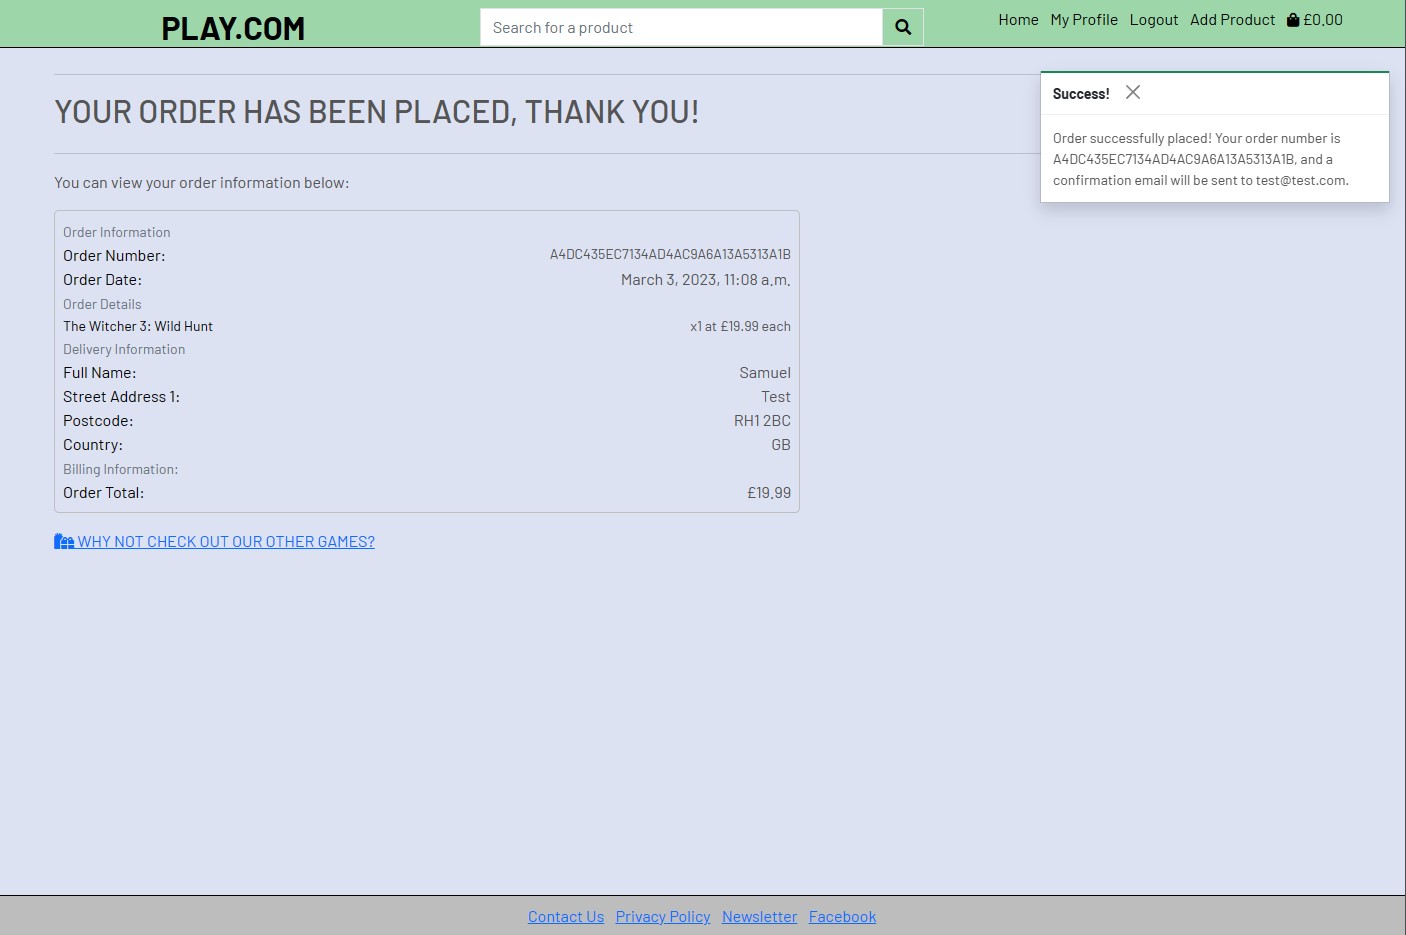 PLAY.COM
Search for a product
Home My Profile Logout Add Product £0.00
YOUR ORDER HAS BEEN PLACED, THANK YOU!
Success!
Order successfully placed! Your order number is
A4DC435EC7134AD4AC9A6A13A5313A1B, and a
confirmation email will be sent to test@test.com.
You can view your order information below:
Order Information
Order Number: A4DC435EC7134AD4AC9A6A13A5313A1B
Order Date: March 3, 2023, 11:08 a.m.
Order Details
The Witcher 3: Wild Hunt x1 at £19.99 each
Delivery Information
Full Name: Samuel
Street Address 1: Test
Postcode: RH1 2BC
Country: GB
Billing Information:
Order Total: £19.99
WHY NOT CHECK OUT OUR OTHER GAMES?
Contact Us Privacy Policy Newsletter Facebook